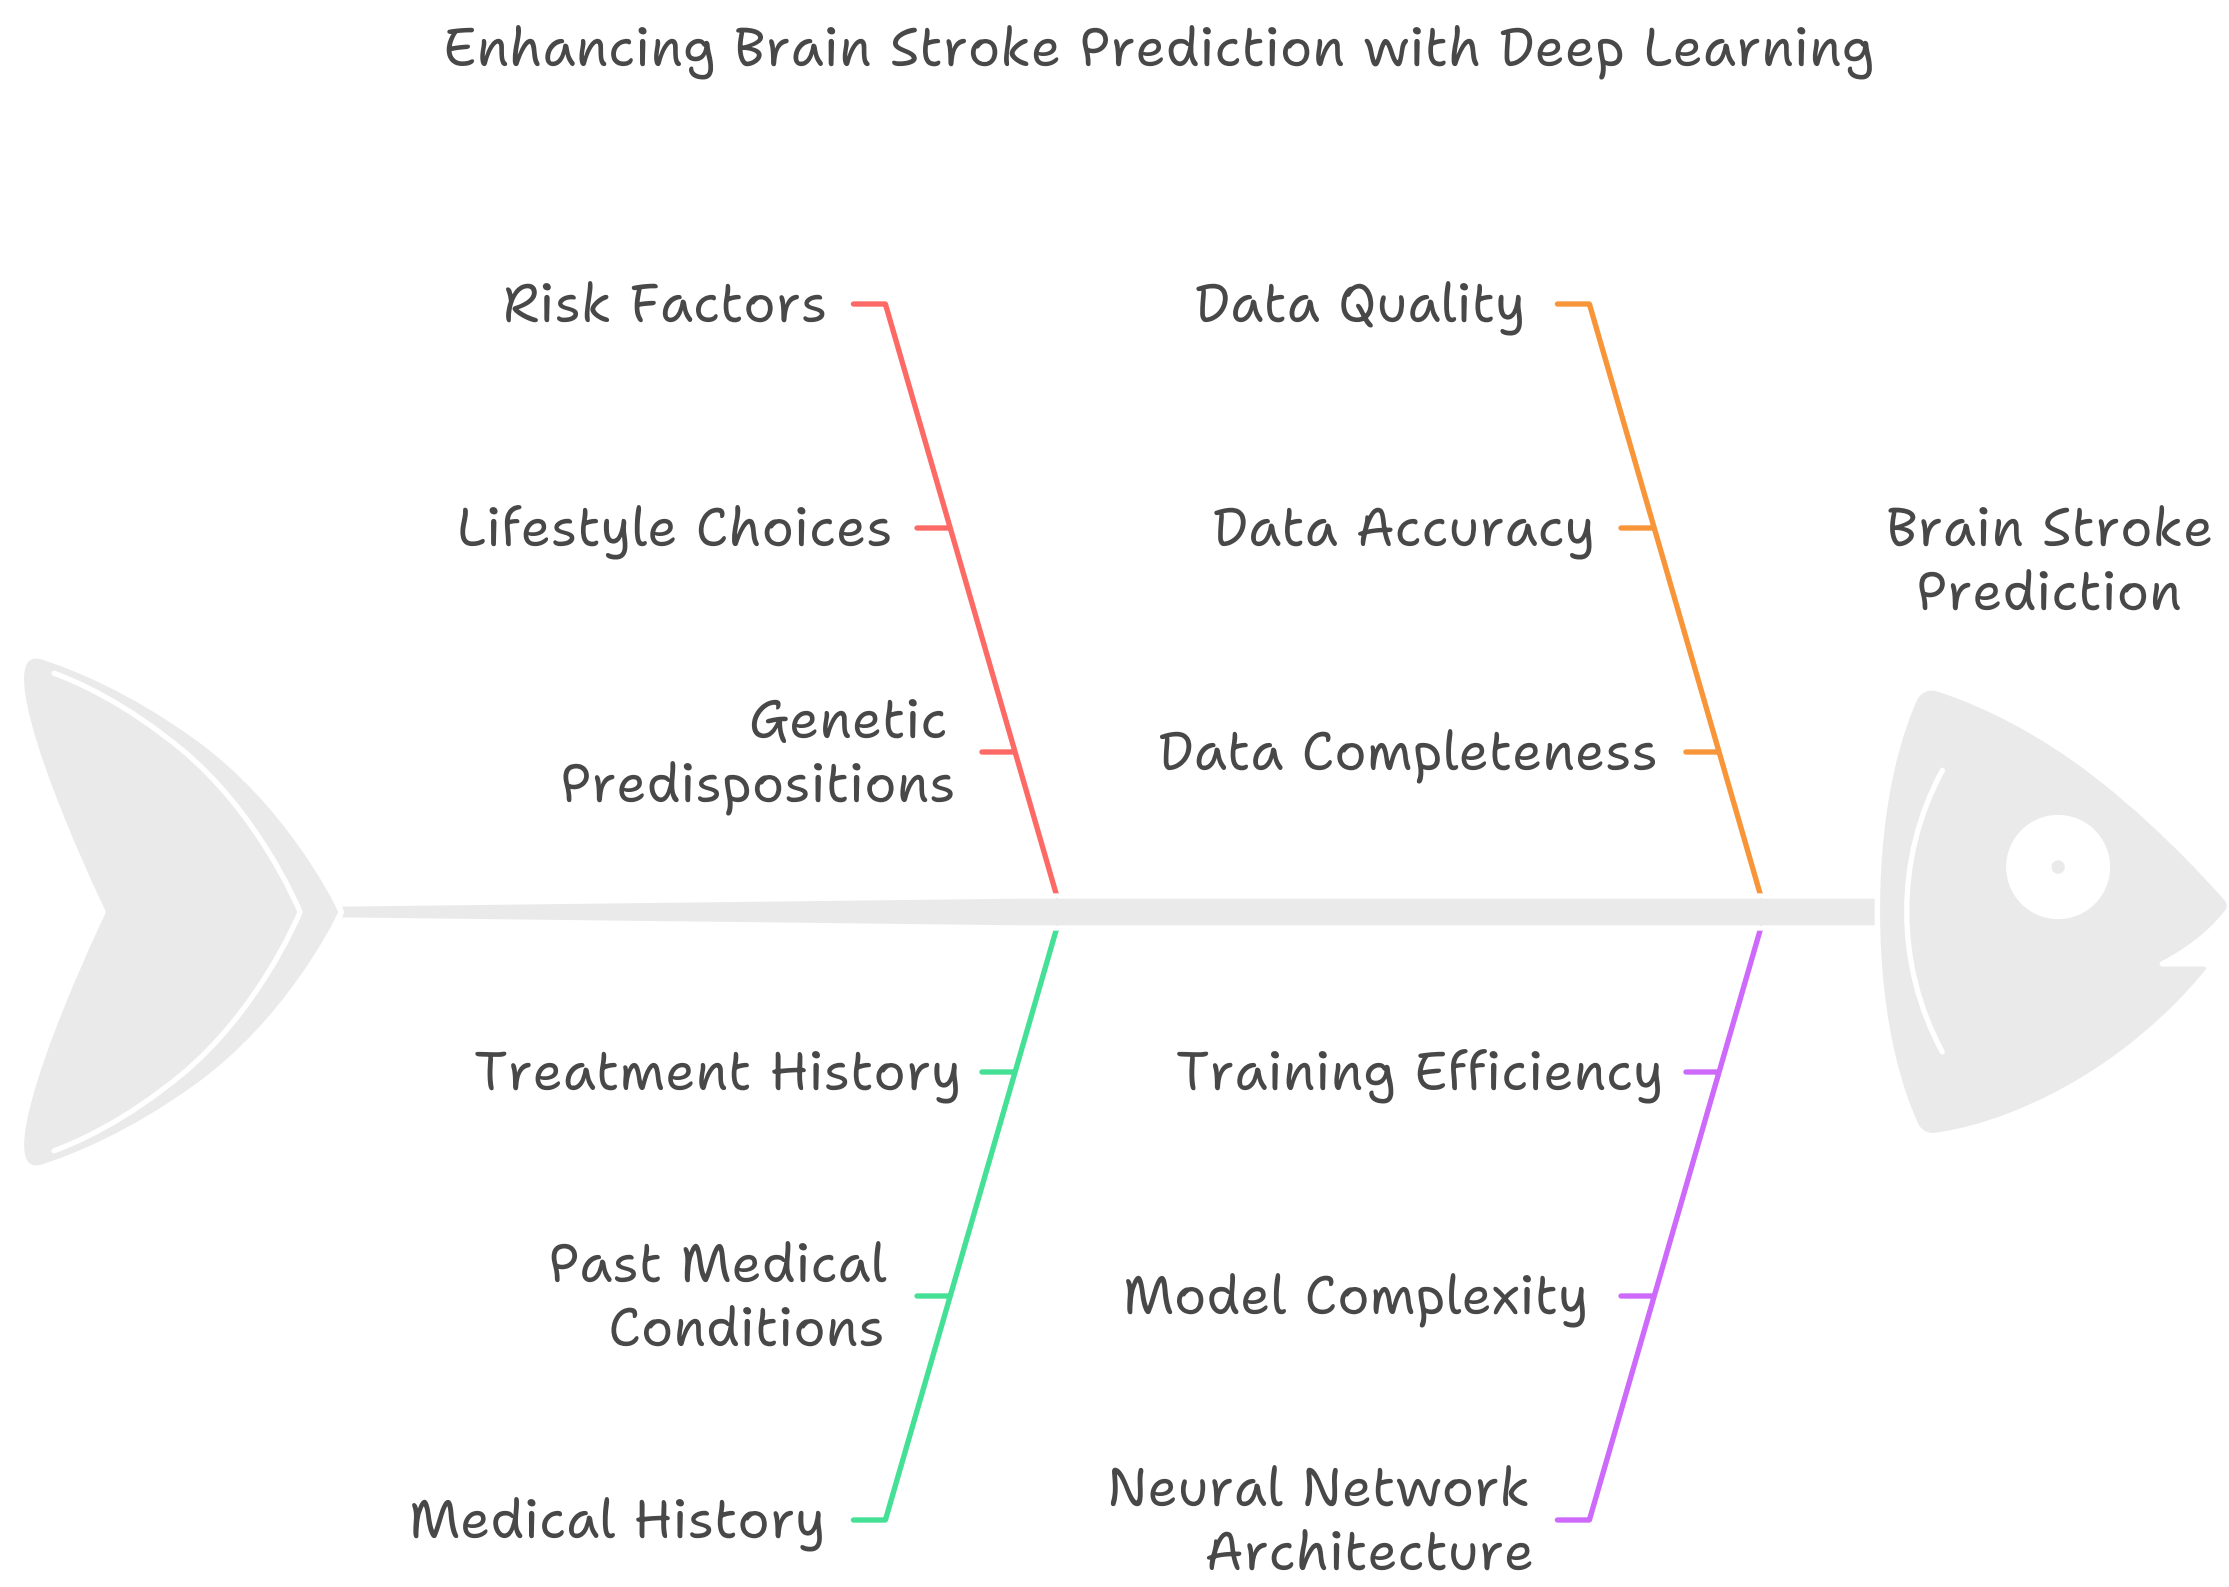 Enhancing Brain Stroke Prediction with Deep Learning
Risk Factors
Lifestyle Choices
Genetic
Predispositions
Data Quality
Data Accuracy
Data Completeness
Brain Stroke
Prediction
Treatment History
Past Medical
Conditions
Medical History
Training Efficiency
Model Complexity
Neural Network
Architecture